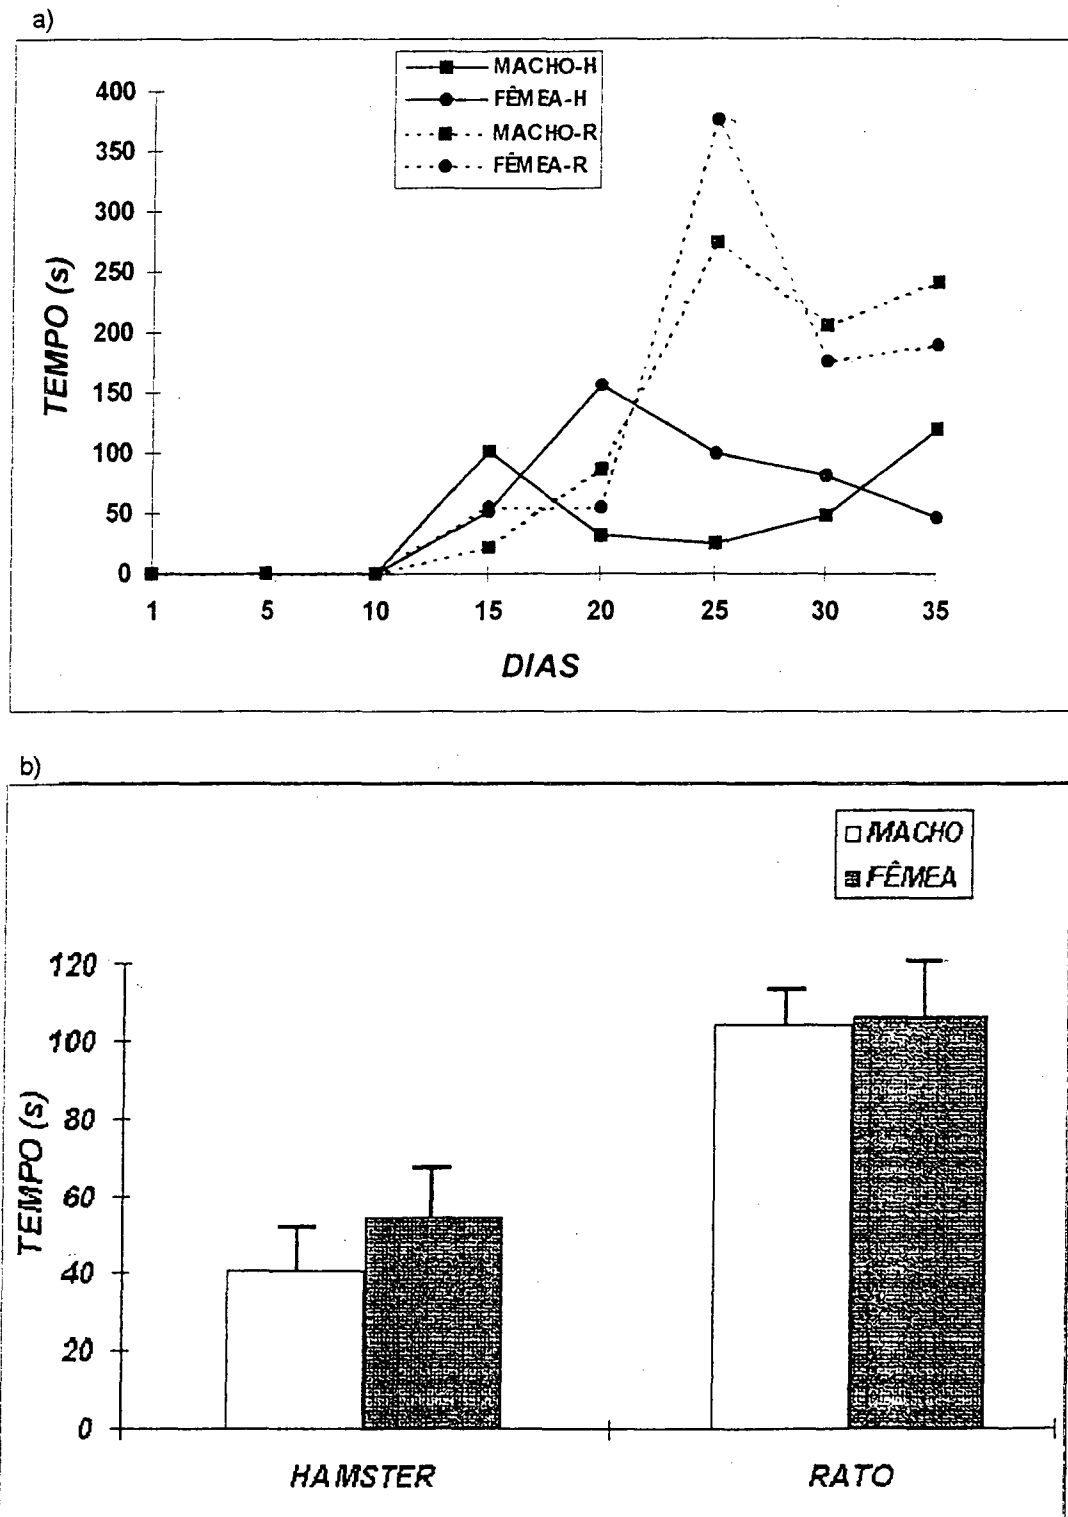 a)
MACHO-H
FÊMEA-H
MACHO-R
FÊMEA-R
400
350
300
250
200
150
100
50
0
TEMPO (s)
1 5 10 15 20 25 30 35
DIAS
b)
MACHO
FÊMEA
120
100
80
60
40
20
0
TEMPO (s)
HAMSTER RATO